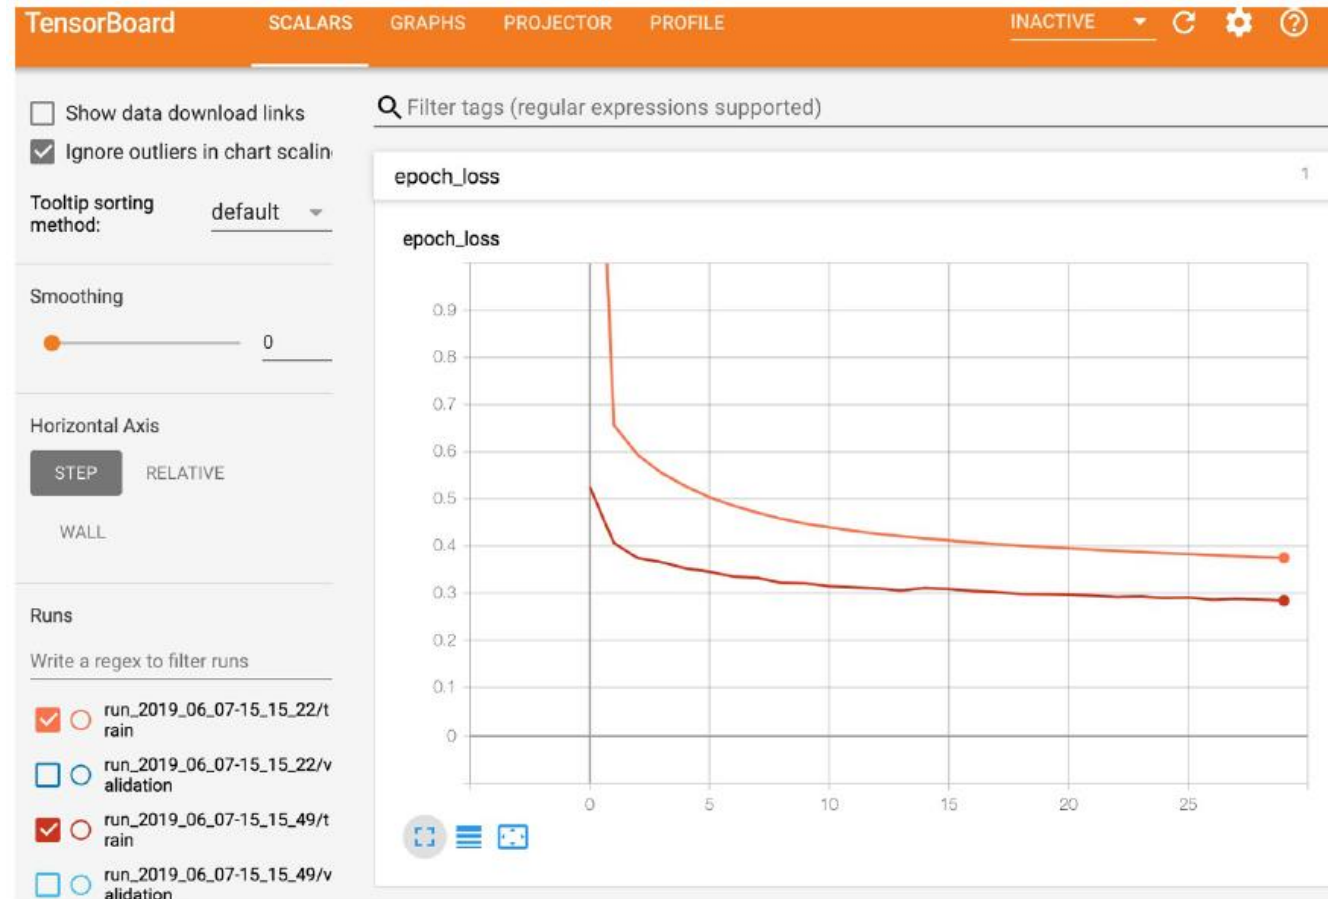 TensorBoard SCALARS GRAPHS PROJECTOR PROFILE INACTIVE
Show data download links
Ignore outliers in chart scalin
Tooltip sorting
method:
default
Smoothing
0
Horizontal Axis
STEP RELATIVE
WALL
Runs
Write a regex to filter runs
run_2019_06_07-15_15_22/t
rain
run_2019_06_07-15_15_22/v
alidation
run_2019_06_07-15_15_49/t
rain
run_2019_06_07-15_15_49/v
alidation
Filter tags (regular expressions supported)
epoch_loss 1
epoch_loss
0.9
0.8
0.7
0.6
0.5
0.4
0.3
0.2
0.1
0
0 5 10 15 20 25